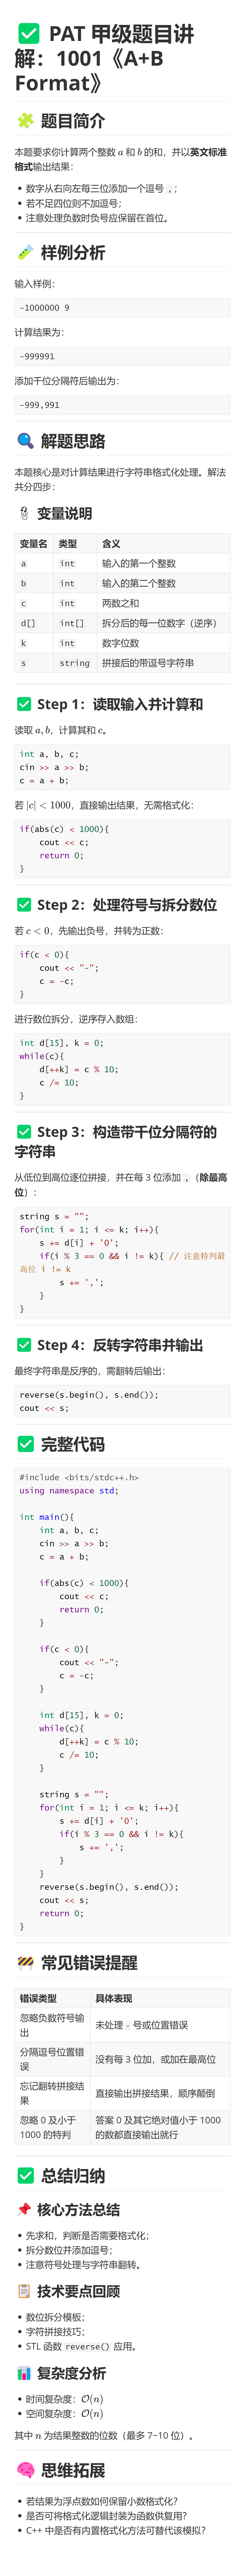 ✅ PAT 甲级题目讲
解：1001《A+B
Format》
🧩 题目简介
本题要求你计算两个整数 a 和 b 的和，并以英文标准
格式输出结果：
• 数字从右向左每三位添加一个逗号 ,；
• 若不足四位则不加逗号；
• 注意处理负数时负号应保留在首位。
🧪 样例分析
输入样例：
-1000000 9
计算结果为：
-999991
添加千位分隔符后输出为：
-999,991
🔍 解题思路
本题核心是对计算结果进行字符串格式化处理。解法
共分四步：
🖇️ 变量说明
变量名 类型 含义
a int 输入的第一个整数
b int 输入的第二个整数
c int 两数之和
d[] int[] 拆分后的每一位数字（逆序）
k int 数字位数
s string 拼接后的带逗号字符串
✅ Step 1：读取输入并计算和
读取 a, b，计算其和 c。
int a, b, c;
cin >> a >> b;
c = a + b;
若 |c| < 1000，直接输出结果，无需格式化：
if(abs(c) < 1000){
    cout << c;
    return 0;
}
✅ Step 2：处理符号与拆分数位
若 c < 0，先输出负号，并转为正数：
if(c < 0){
    cout << "-";
    c = -c;
}
进行数位拆分，逆序存入数组：
int d[15], k = 0;
while(c){
    d[++k] = c % 10;
    c /= 10;
}
✅ Step 3：构造带千位分隔符的
字符串
从低位到高位逐位拼接，并在每 3 位添加 ,（除最高
位）：
string s = "";
for(int i = 1; i <= k; i++){
    s += d[i] + '0';
    if(i % 3 == 0 && i != k){ // 注意特判最
高位 i != k
        s += ',';
    }
}
✅ Step 4：反转字符串并输出
最终字符串是反序的，需翻转后输出：
reverse(s.begin(), s.end());
cout << s;
✅ 完整代码
#include <bits/stdc++.h>
using namespace std;
int main(){
    int a, b, c;
    cin >> a >> b;
    c = a + b;
    if(abs(c) < 1000){
        cout << c;
        return 0;
    }
    if(c < 0){
        cout << "-";
        c = -c;
    }
    int d[15], k = 0;
    while(c){
        d[++k] = c % 10;
        c /= 10;
    }
    string s = "";
    for(int i = 1; i <= k; i++){
        s += d[i] + '0';
        if(i % 3 == 0 && i != k){
            s += ',';
        }
    }
    reverse(s.begin(), s.end());
    cout << s;
    return 0;
}
🚧 常见错误提醒
错误类型 具体表现
忽略负数符号输
出 未处理 - 号或位置错误
分隔逗号位置错
误 没有每 3 位加，或加在最高位
忘记翻转拼接结
果 直接输出拼接结果，顺序颠倒
忽略 0 及小于
1000 的特判 答案 0 及其它绝对值小于 1000
的数都直接输出就行
✅ 总结归纳
📌 核心方法总结
• 先求和，判断是否需要格式化；
• 拆分数位并添加逗号；
• 注意符号处理与字符串翻转。
📋 技术要点回顾
• 数位拆分模板；
• 字符拼接技巧；
• STL 函数 reverse() 应用。
📊 复杂度分析
• 时间复杂度：O(n)
• 空间复杂度：O(n)
其中 n 为结果整数的位数（最多 7~10 位）。
🧠 思维拓展
• 若结果为浮点数如何保留小数格式化？
• 是否可将格式化逻辑封装为函数供复用？
• C++ 中是否有内置格式化方法可替代该模拟？